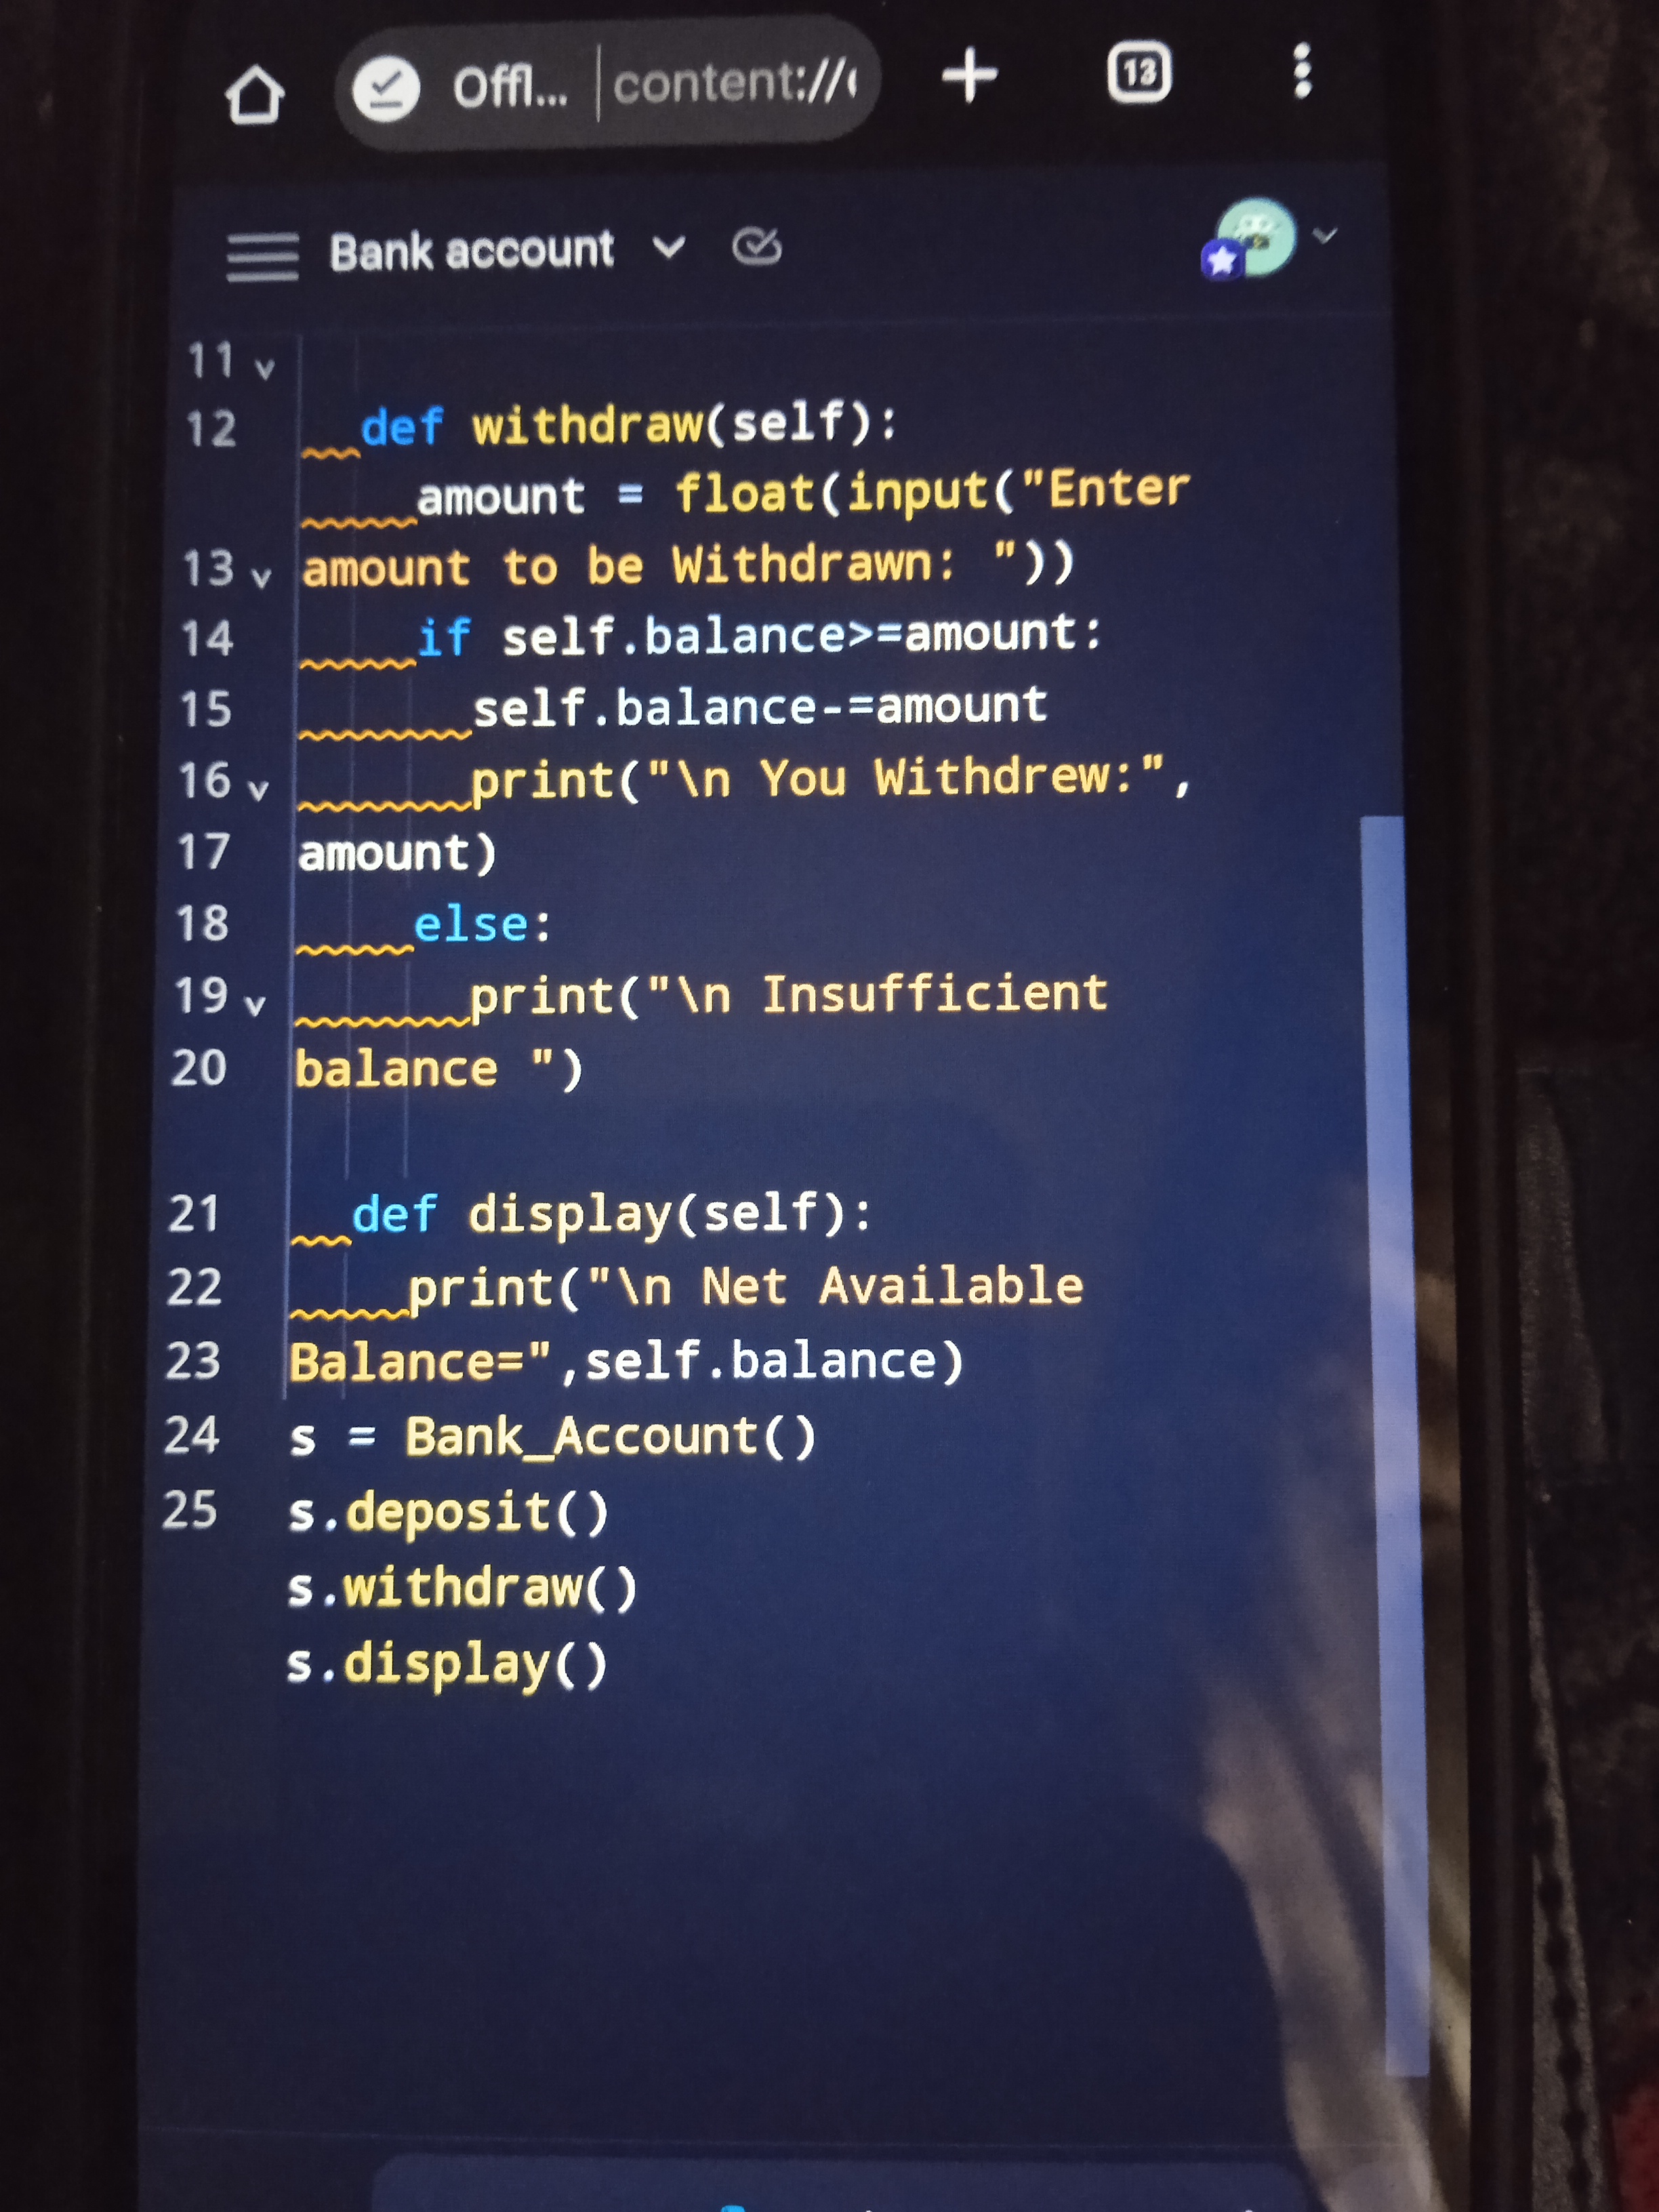 Offl... content://
13
Bank account
11
12 def withdraw(self):
amount = float(input("Enter
13 amount to be Withdrawn: "))
14 if self.balance>=amount:
15 self.balance-=amount
16 print("\n You Withdrew:",
17 amount)
18 else:
19 print("\n Insufficient
20 balance ")
21 def display(self):
22 print("\n Net Available
23 Balance=",self.balance)
24 s = Bank_Account()
25 s.deposit()
s.withdraw()
s.display()